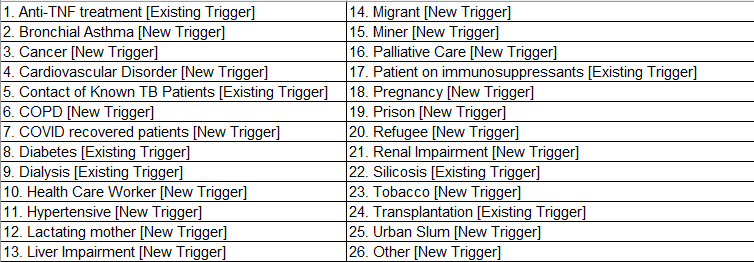 1. Anti-TNF treatment [Existing Trigger]
2. Bronchial Asthma [New Trigger]
3. Cancer [New Trigger]
4. Cardiovascular Disorder [New Trigger]
5. Contact of Known TB Patients [Existing Trigger]
6. COPD [New Trigger]
7. COVID recovered patients [New Trigger]
8. Diabetes [Existing Trigger]
9. Dialysis [Existing Trigger]
10. Health Care Worker [New Trigger]
11. Hypertensive [New Trigger]
12. Lactating mother [New Trigger]
13. Liver Impairment [New Trigger]
14. Migrant [New Trigger]
15. Miner [New Trigger]
16. Palliative Care [New Trigger]
17. Patient on immunosuppressants [Existing Trigger]
18. Pregnancy [New Trigger]
19. Prison [New Trigger]
20. Refugee [New Trigger]
21. Renal Impairment [New Trigger]
22. Silicosis [Existing Trigger]
23. Tobacco [New Trigger]
24. Transplantation [Existing Trigger]
25. Urban Slum [New Trigger]
26. Other [New Trigger]